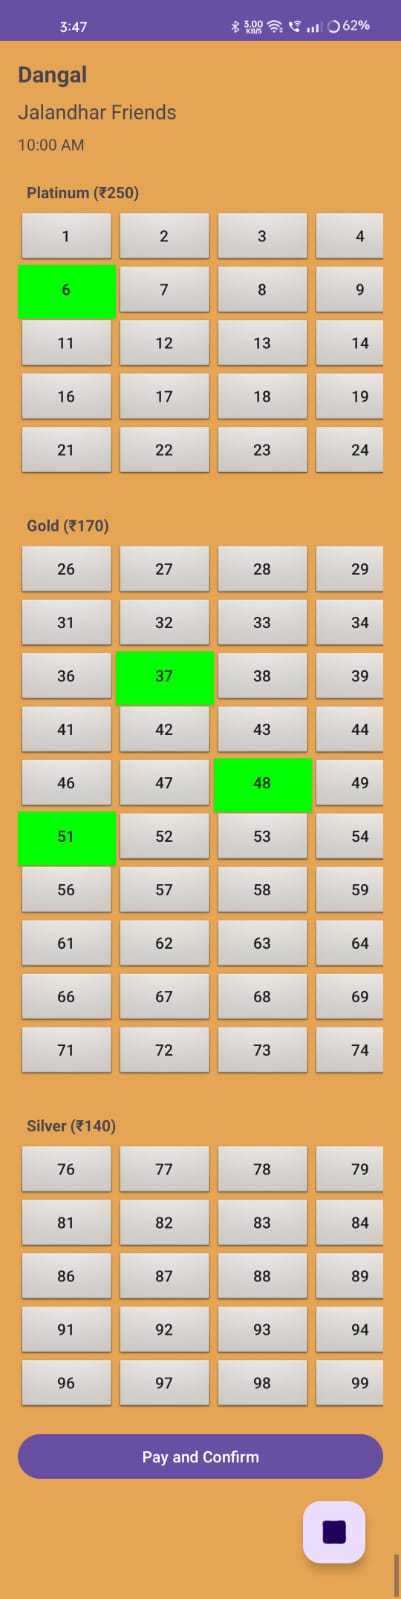 3:47 3.00 KB/S 62%
Dangal
Jalandhar Friends
10:00 AM
Platinum (₹250)
1 2 3 4
6 7 8 9
11 12 13 14
16 17 18 19
21 22 23 24
Gold (₹170)
26 27 28 29
31 32 33 34
36 37 38 39
41 42 43 44
46 47 48 49
51 52 53 54
56 57 58 59
61 62 63 64
66 67 68 69
71 72 73 74
Silver (₹140)
76 77 78 79
81 82 83 84
86 87 88 89
91 92 93 94
96 97 98 99
Pay and Confirm